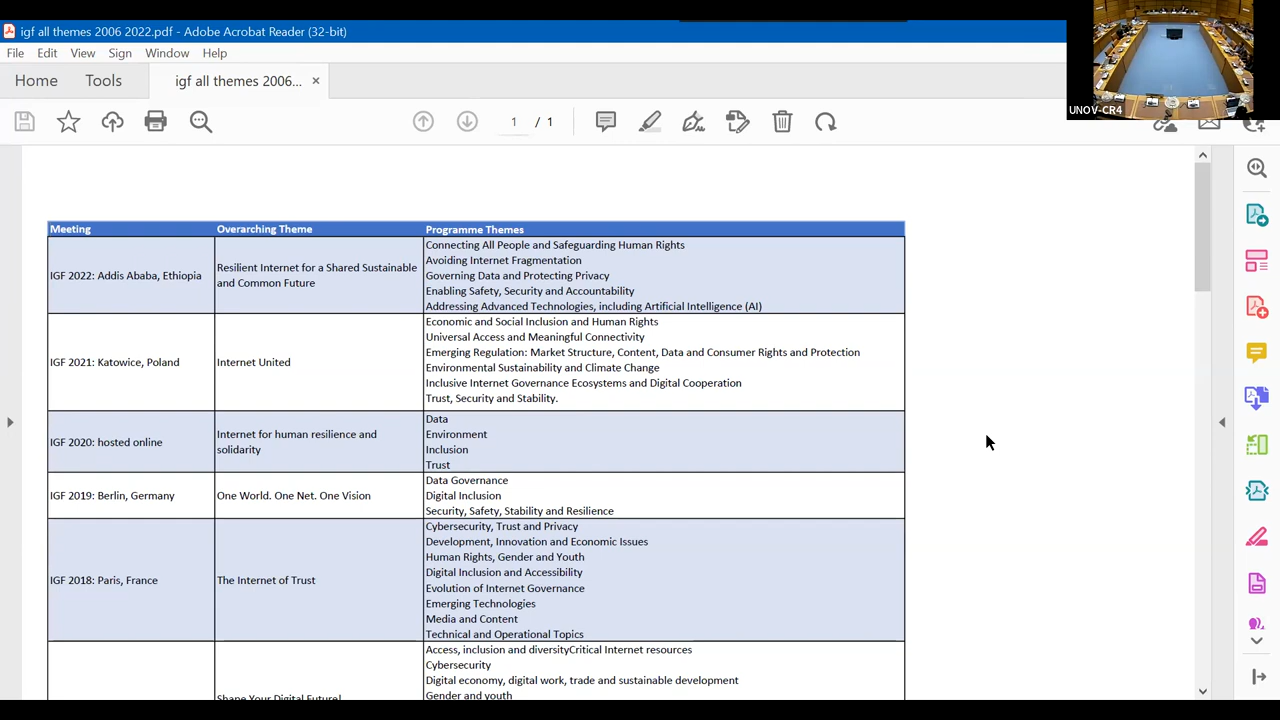 igf all themes 2006 2022.pdf - Adobe Acrobat Reader (32-bit)
File Edit View Sign Window Help
Home Tools igf all themes 2006... ×
1 / 1
UNOV-CR4
Meeting Overarching Theme Programme Themes
IGF 2022: Addis Ababa, Ethiopia
Resilient Internet for a Shared Sustainable
and Common Future
Connecting All People and Safeguarding Human Rights
Avoiding Internet Fragmentation
Governing Data and Protecting Privacy
Enabling Safety, Security and Accountability
Addressing Advanced Technologies, including Artificial Intelligence (AI)
IGF 2021: Katowice, Poland
Internet United
Economic and Social Inclusion and Human Rights
Universal Access and Meaningful Connectivity
Emerging Regulation: Market Structure, Content, Data and Consumer Rights and Protection
Environmental Sustainability and Climate Change
Inclusive Internet Governance Ecosystems and Digital Cooperation
Trust, Security and Stability.
IGF 2020: hosted online
Internet for human resilience and
solidarity
Data
Environment
Inclusion
Trust
IGF 2019: Berlin, Germany
One World. One Net. One Vision
Data Governance
Digital Inclusion
Security, Safety, Stability and Resilience
IGF 2018: Paris, France
The Internet of Trust
Cybersecurity, Trust and Privacy
Development, Innovation and Economic Issues
Human Rights, Gender and Youth
Digital Inclusion and Accessibility
Evolution of Internet Governance
Emerging Technologies
Media and Content
Technical and Operational Topics
Shape Your Digital Future!
Access, inclusion and diversityCritical Internet resources
Cybersecurity
Digital economy, digital work, trade and sustainable development
Gender and youth